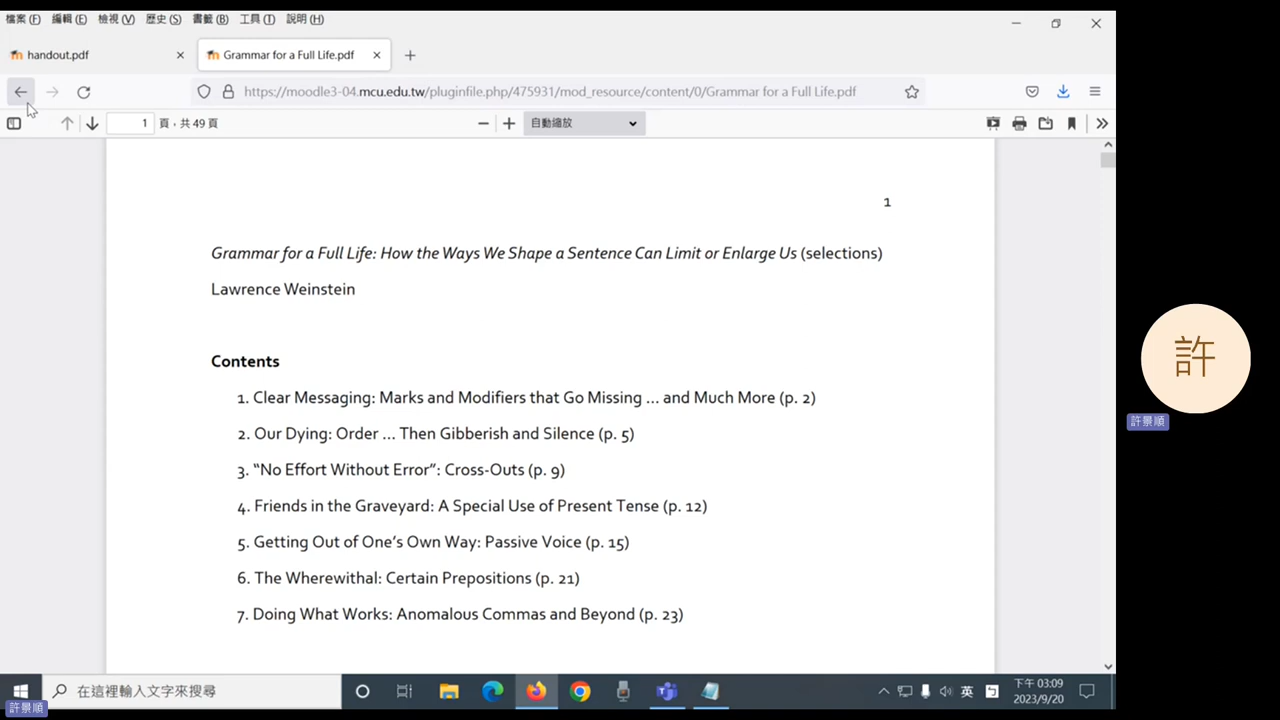 檔案 (F) 編輯(E) 檢視(V) 歷史(S) 書籤(B) 工具(T) 說明(H)
handout.pdf
Grammar for a Full Life.pdf
https://moodle3-04.mcu.edu.tw/pluginfile.php/475931/mod_resource/content/0/Grammar for a Full Life.pdf
1 頁，共 49 頁
自動縮放
1
Grammar for a Full Life: How the Ways We Shape a Sentence Can Limit or Enlarge Us (selections)
Lawrence Weinstein
Contents
1. Clear Messaging: Marks and Modifiers that Go Missing ... and Much More (p. 2)
2. Our Dying: Order ... Then Gibberish and Silence (p. 5)
3. “No Effort Without Error”: Cross-Outs (p. 9)
4. Friends in the Graveyard: A Special Use of Present Tense (p. 12)
5. Getting Out of One’s Own Way: Passive Voice (p. 15)
6. The Wherewithal: Certain Prepositions (p. 21)
7. Doing What Works: Anomalous Commas and Beyond (p. 23)
許
許景順
在這裡輸入文字來搜尋
英
下午 03:09
2023/9/20
許景順